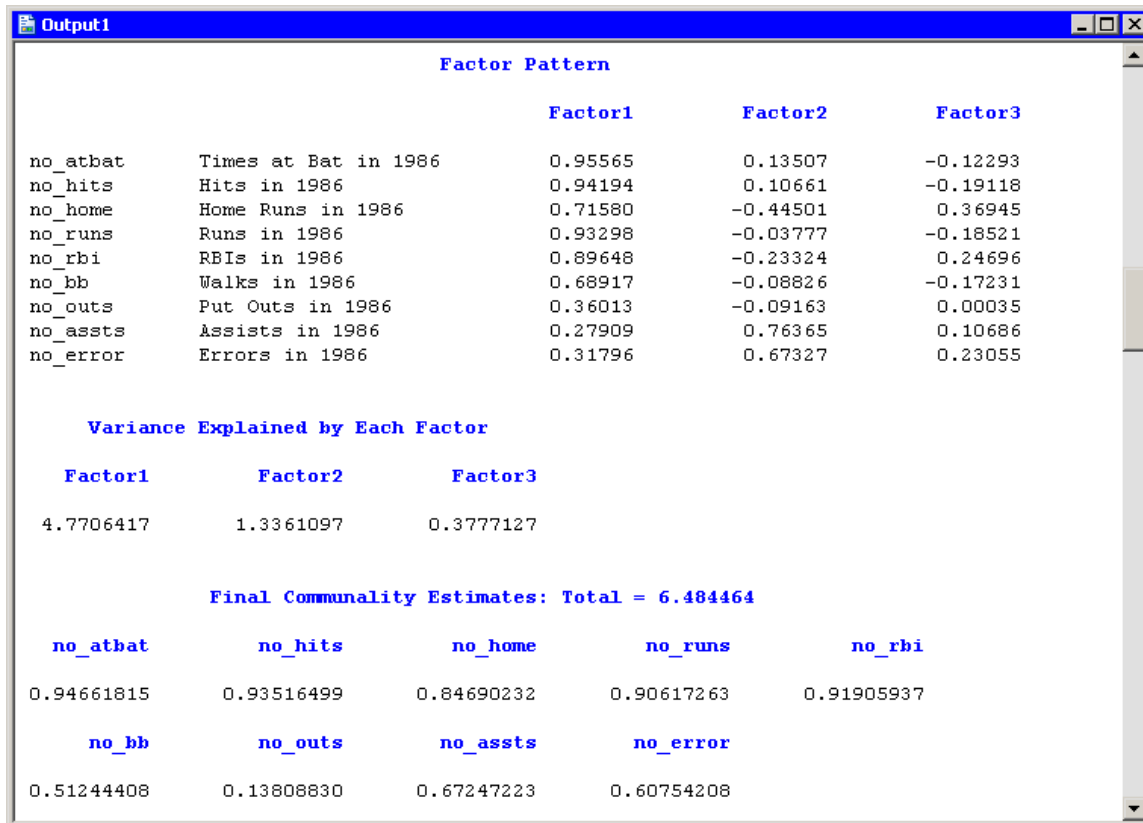 Output1
Factor Pattern
Factor1 Factor2 Factor3
no_atbat Times at Bat in 1986 0.95565 0.13507 -0.12293
no_hits Hits in 1986 0.94194 0.10661 -0.19118
no_home Home Runs in 1986 0.71580 -0.44501 0.36945
no_runs Runs in 1986 0.93298 -0.03777 -0.18521
no_rbi RBIs in 1986 0.89648 -0.23324 0.24696
no_bb Walks in 1986 0.68917 -0.08826 -0.17231
no_outs Put Outs in 1986 0.36013 -0.09163 0.00035
no_assts Assists in 1986 0.27909 0.76365 0.10686
no_error Errors in 1986 0.31796 0.67327 0.23055
Variance Explained by Each Factor
Factor1 Factor2 Factor3
4.7706417 1.3361097 0.3777127
Final Communality Estimates: Total = 6.484464
no_atbat no_hits no_home no_runs no_rbi
0.94661815 0.93516499 0.84690232 0.90617263 0.91905937
no_bb no_outs no_assts no_error
0.51244408 0.13808830 0.67247223 0.60754208